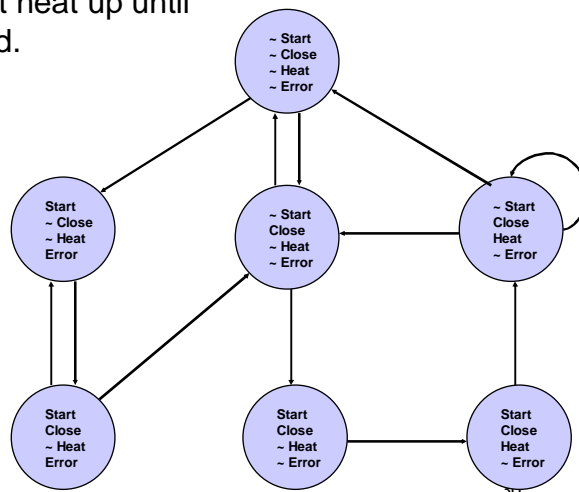 t heat up until
d.
~ Start
~ Close
~ Heat
~ Error
Start
~ Close
~ Heat
Error
~ Start
Close
~ Heat
~ Error
~ Start
Close
Heat
~ Error
Start
Close
~ Heat
Error
Start
Close
~ Heat
~ Error
Start
Close
Heat
~ Error